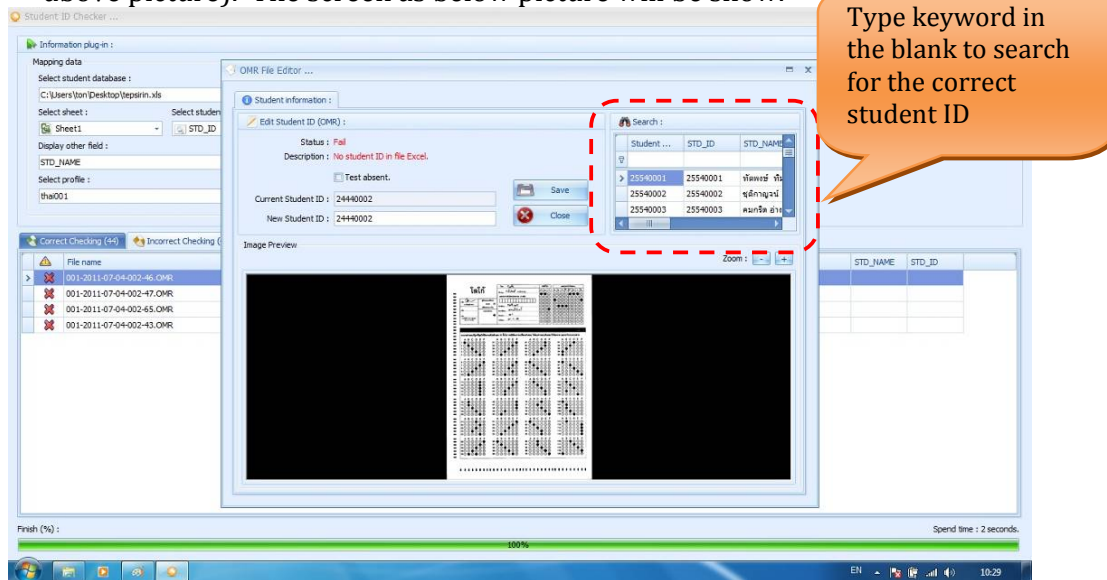 above picture). The screen as below picture will be show.
Type keyword in
the blank to search
for the correct
student ID
Student ID Checker ...
Information plug-in :
Mapping data
Select student database :
C:\Users\ton\Desktop\tepsirin.xls
Select sheet :
Select studen
Sheet1
STD_ID
Display other field :
STD_NAME
Select profile :
thai001
OMR File Editor ...
Student information :
Edit Student ID (OMR) :
Status : Fail
Description : No student ID in file Excel.
Test absent.
Current Student ID : 24440002
New Student ID : 24440002
Save
Close
Search :
Student ... STD_ID STD_NAME
25540001 25540001
25540002 25540002
25540003 25540003
Image Preview
Zoom : - +
Correct Checking (44) Incorrect Checking (
File name STD_NAME STD_ID
001-2011-07-04-002-46.OMR
001-2011-07-04-002-47.OMR
001-2011-07-04-002-65.OMR
001-2011-07-04-002-43.OMR
Finish (%) :
Spend time : 2 seconds.
100%
EN 10:29